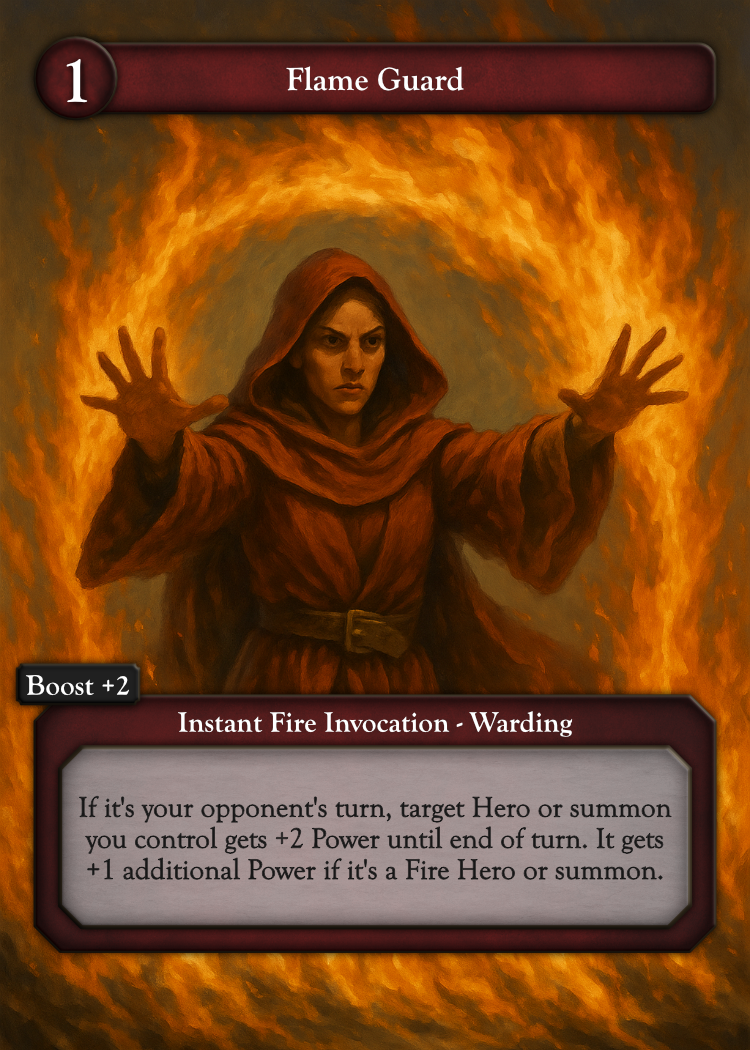 1
Flame Guard
Boost +2
Instant Fire Invocation - Warding
If it's your opponent's turn, target Hero or summon
you control gets +2 Power until end of turn. It gets
+1 additional Power if it's a Fire Hero or summon.